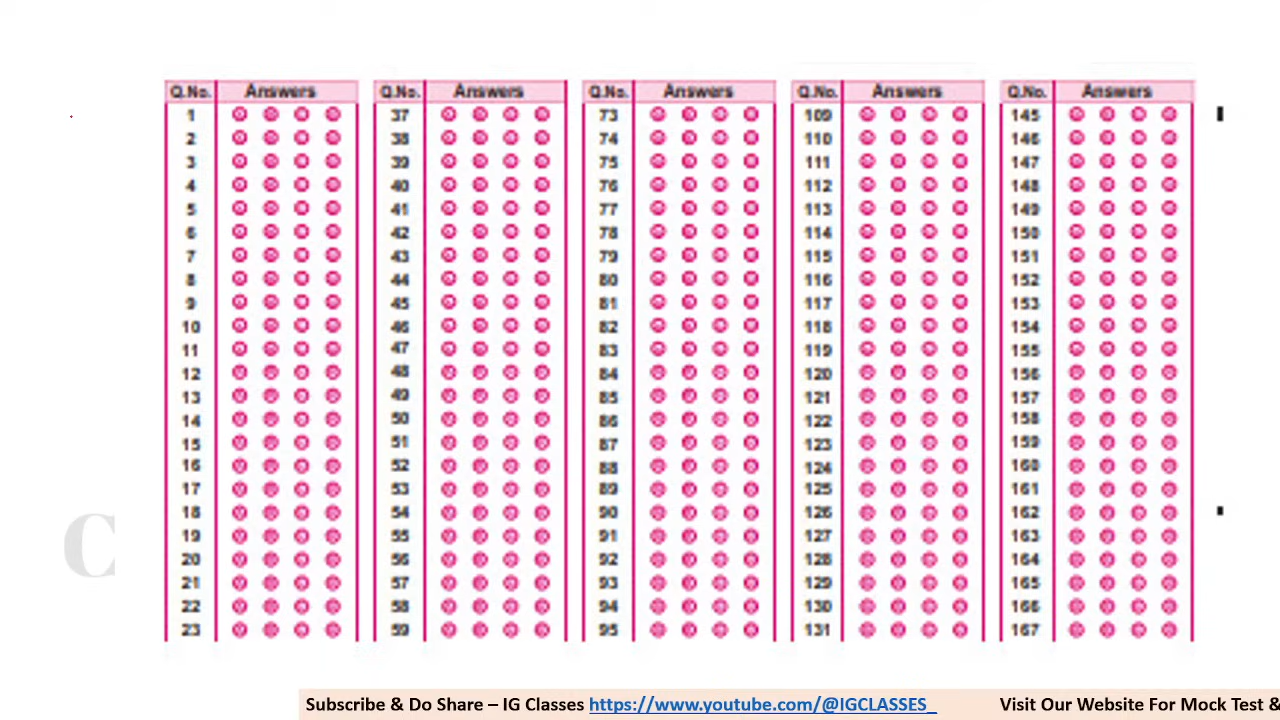 Q.No. Answers Q.No. Answers Q.No. Answers Q.No. Answers Q.No. Answers
1 37 73 109 145
2 38 74 110 146
3 39 75 111 147
4 40 76 112 148
5 41 77 113 149
6 42 78 114 150
7 43 79 115 151
8 44 80 116 152
9 45 81 117 153
10 46 82 118 154
11 47 83 119 155
12 48 84 120 156
13 49 85 121 157
14 50 86 122 158
15 51 87 123 159
16 52 88 124 160
17 53 89 125 161
18 54 90 126 162
19 55 91 127 163
20 56 92 128 164
21 57 93 129 165
22 58 94 130 166
23 59 95 131 167
C
Subscribe & Do Share – IG Classes https://www.youtube.com/@IGCLASSES_ Visit Our Website For Mock Test &